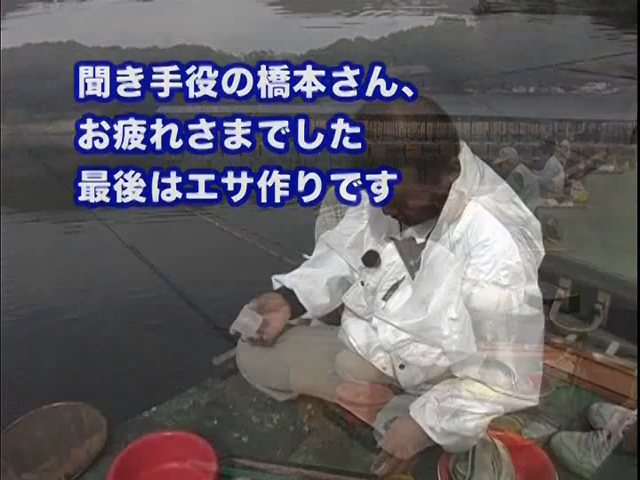 聞き手役の橋本さん、
お疲れさまでした
最後はエサ作りです